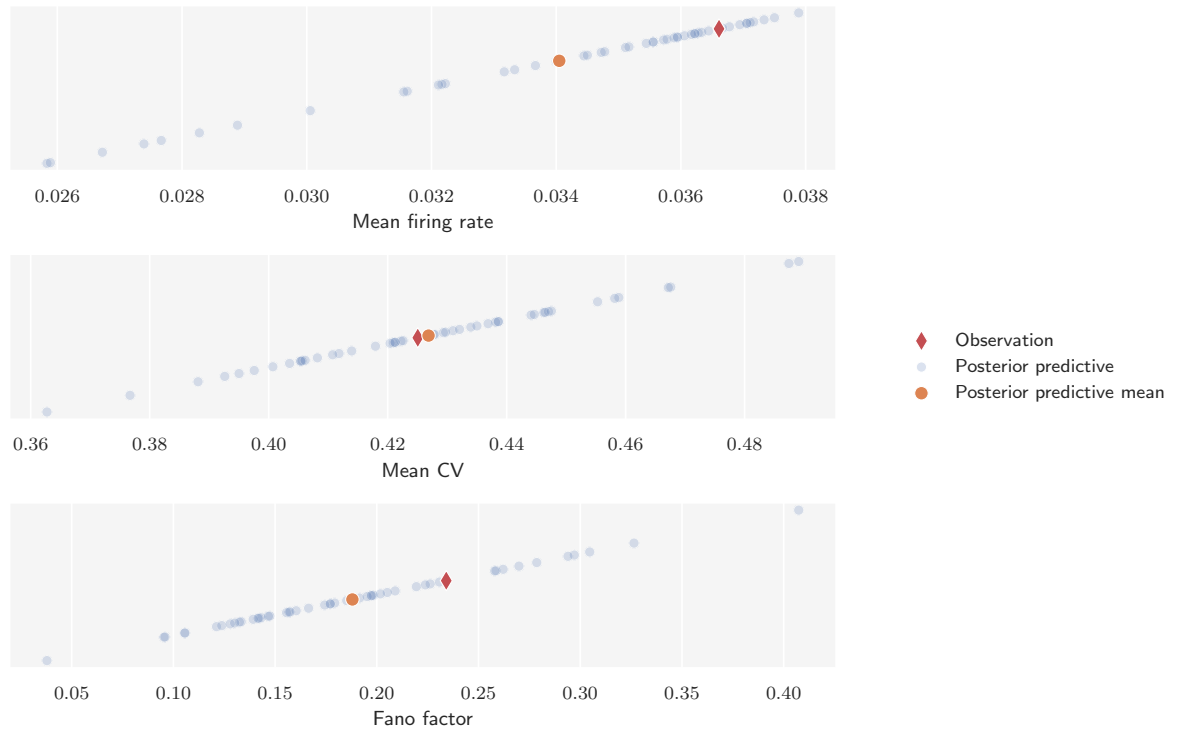 0.026 0.028 0.030 0.032 0.034 0.036 0.038
Mean firing rate
0.36 0.38 0.40 0.42 0.44 0.46 0.48
Mean CV
0.05 0.10 0.15 0.20 0.25 0.30 0.35 0.40
Fano factor
Observation
Posterior predictive
Posterior predictive mean